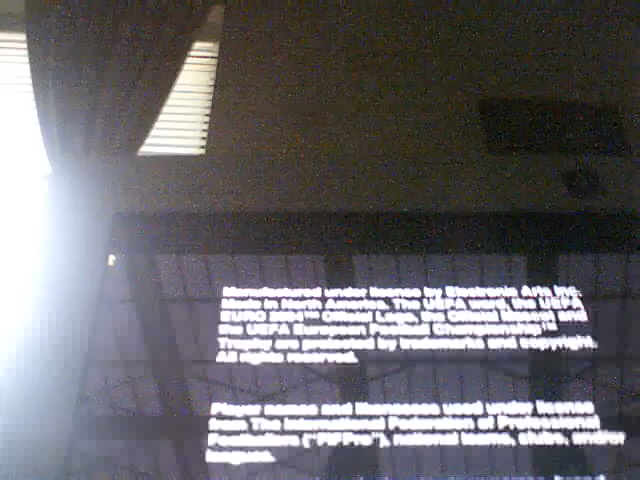 Manufactured under license by Electronic Arts Inc.
Made in North America. The UEFA word, the UEFA
EURO 2004™ Official Logo, the Official Mascot and
the UEFA European Football Championship™
Trophy are protected by trademarks and copyright.
All rights reserved.
Player names and likenesses used under license
from The International Federation of Professional
Footballers ("FIFPro"), national teams, clubs, and/or
leagues.